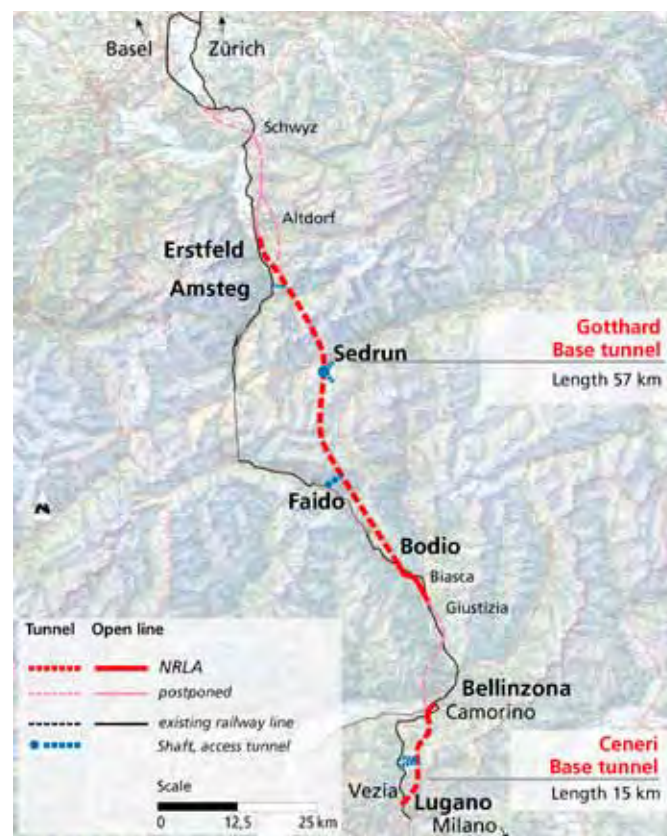 Basel
Zürich
Schwyz
Altdorf
Erstfeld
Amsteg
Sedrun
Gotthard
Base tunnel
Length 57 km
Faido
N
Bodio
Biasca
Giustizia
Tunnel Open line
NRLA
postponed
existing railway line
Shaft, access tunnel
Scale
0 12,5 25 km
Bellinzona
Camorino
Ceneri
Base tunnel
Length 15 km
Vezia
Lugano
Milano